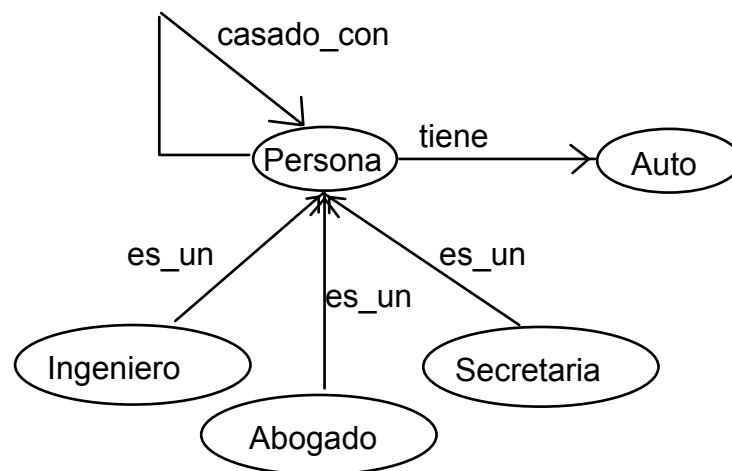 casado_con
tiene
Persona
Auto
es_un
es_un
es_un
Ingeniero
Secretaria
Abogado